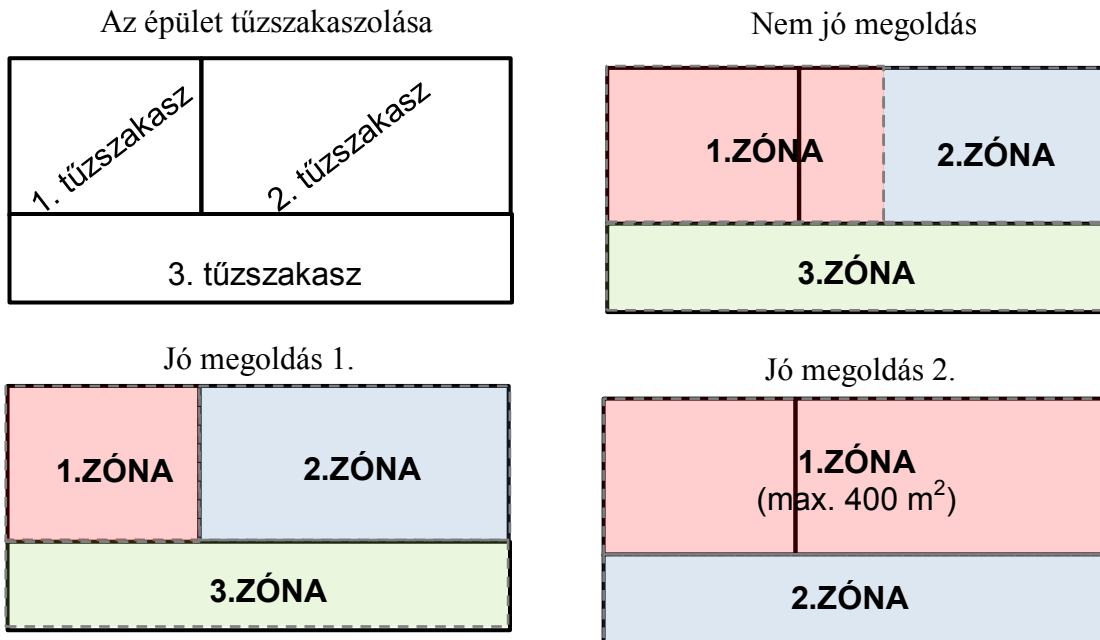 Az épület tűzszakaszolása
1. tűzszakasz
2. tűzszakasz
3. tűzszakasz
Nem jó megoldás
1.ZÓNA
2.ZÓNA
3.ZÓNA
Jó megoldás 1.
1.ZÓNA
2.ZÓNA
3.ZÓNA
Jó megoldás 2.
1.ZÓNA
(max. 400 m²)
2.ZÓNA